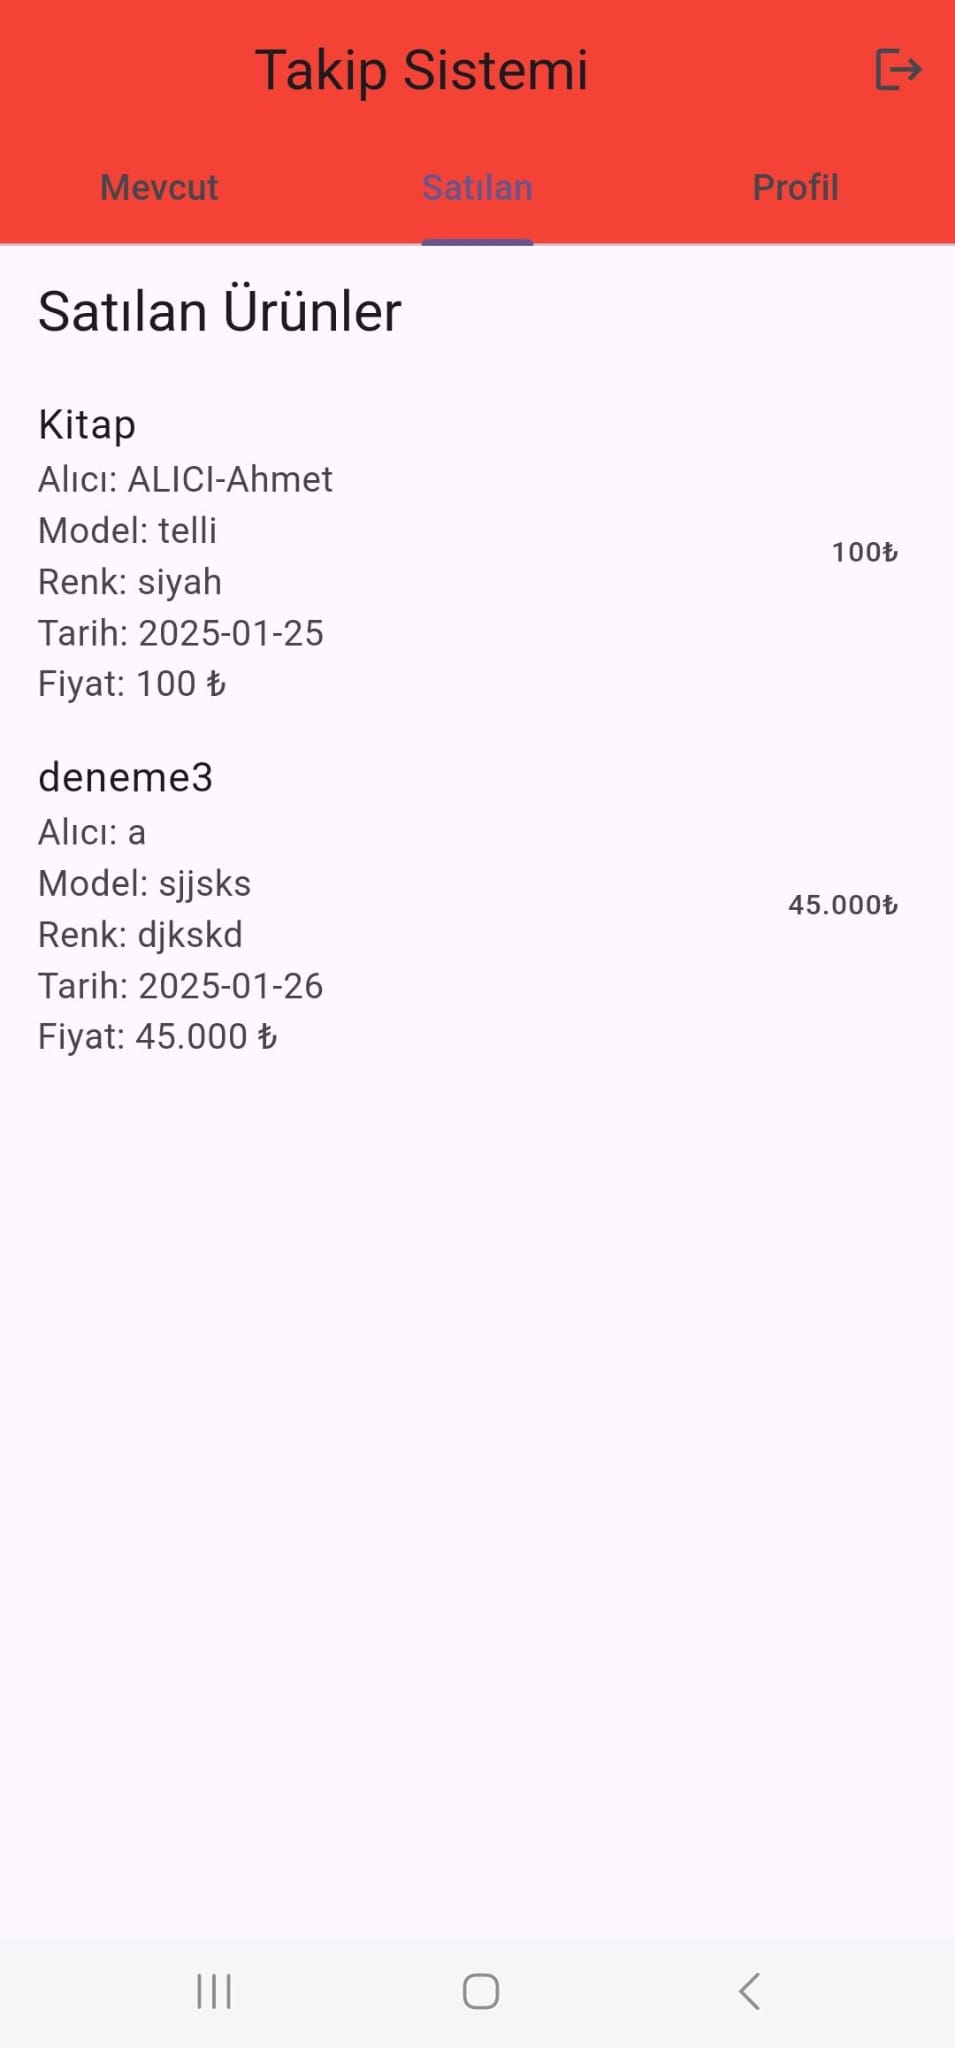 Takip Sistemi
Mevcut Satılan Profil
Satılan Ürünler
Kitap
Alıcı: ALICI-Ahmet
Model: telli
100₺
Renk: siyah
Tarih: 2025-01-25
Fiyat: 100 ₺
deneme3
Alıcı: a
Model: sjjsks
45.000₺
Renk: djkskd
Tarih: 2025-01-26
Fiyat: 45.000 ₺